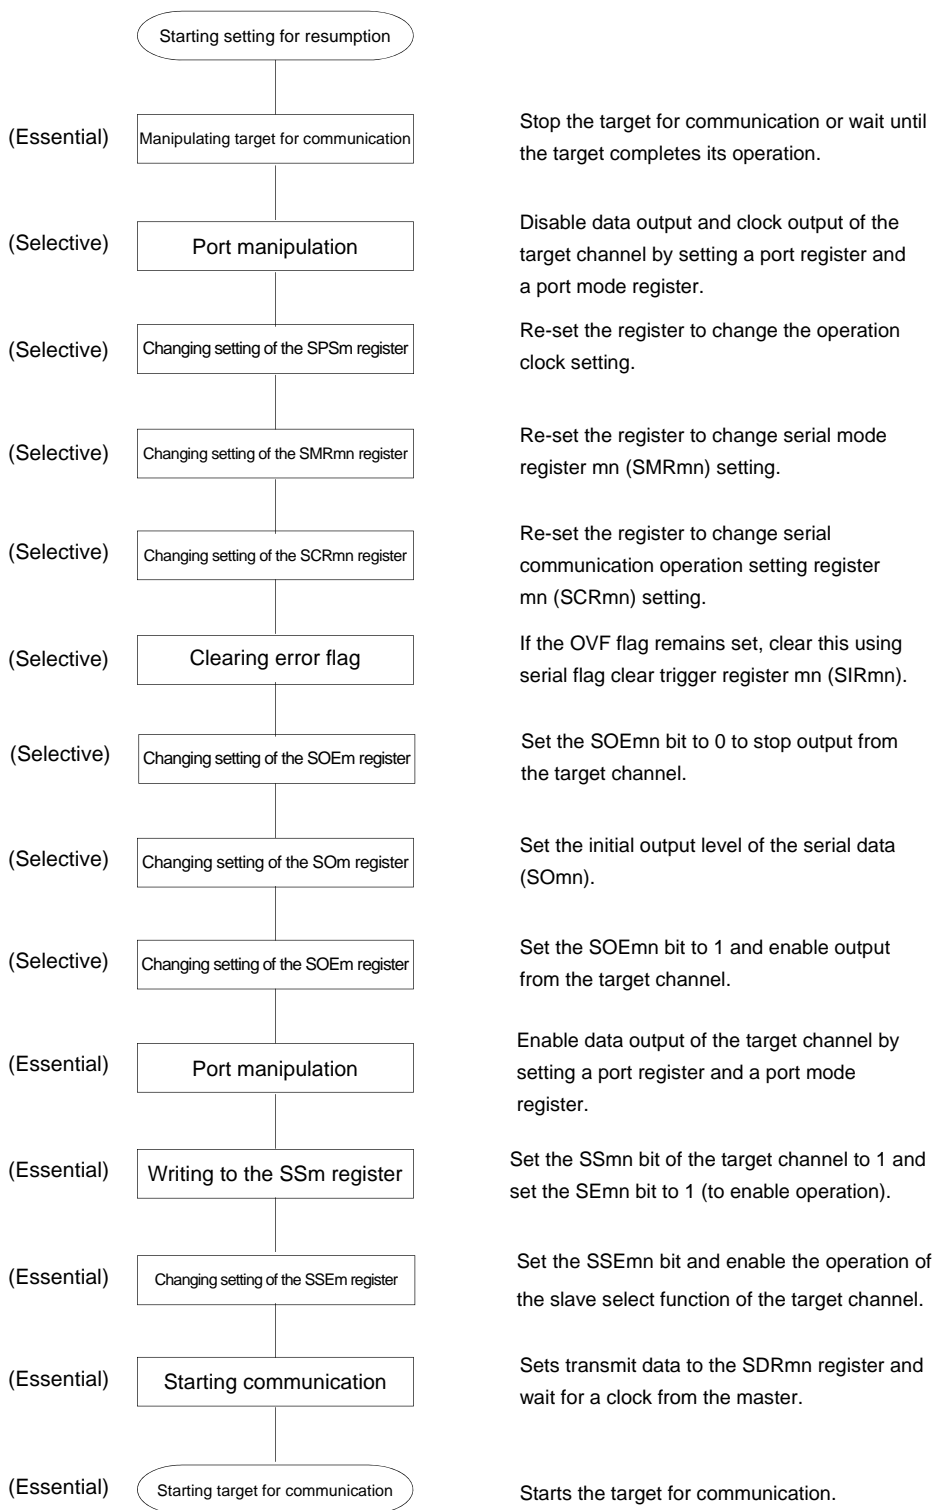 Starting setting for resumption
(Essential)
Manipulating target for communication
Stop the target for communication or wait until
the target completes its operation.
(Selective)
Port manipulation
Disable data output and clock output of the
target channel by setting a port register and
a port mode register.
(Selective)
Changing setting of the SPSm register
Re-set the register to change the operation
clock setting.
(Selective)
Changing setting of the SMRmn register
Re-set the register to change serial mode
register mn (SMRmn) setting.
(Selective)
Changing setting of the SCRmn register
Re-set the register to change serial
communication operation setting register
mn (SCRmn) setting.
(Selective)
Clearing error flag
If the OVF flag remains set, clear this using
serial flag clear trigger register mn (SIRmn).
(Selective)
Changing setting of the SOEm register
Set the SOEmn bit to 0 to stop output from
the target channel.
(Selective)
Changing setting of the SOm register
Set the initial output level of the serial data
(SOmn).
(Selective)
Changing setting of the SOEm register
Set the SOEmn bit to 1 and enable output
from the target channel.
(Essential)
Port manipulation
Enable data output of the target channel by
setting a port register and a port mode
register.
(Essential)
Writing to the SSm register
Set the SSmn bit of the target channel to 1 and
set the SEmn bit to 1 (to enable operation).
(Essential)
Changing setting of the SSEm register
Set the SSEmn bit and enable the operation of
the slave select function of the target channel.
(Essential)
Starting communication
Sets transmit data to the SDRmn register and
wait for a clock from the master.
(Essential)
Starting target for communication
Starts the target for communication.